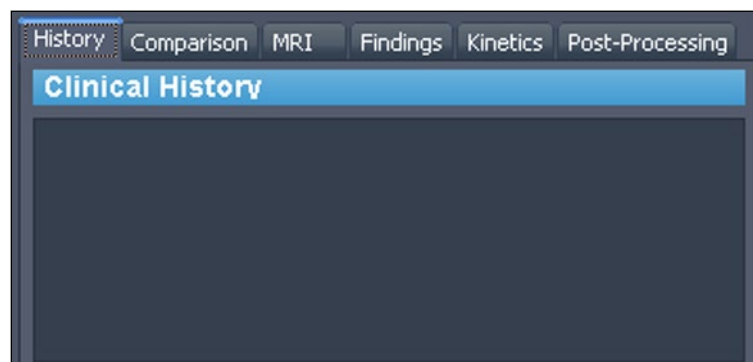 History Comparison MRI Findings Kinetics Post-Processing
Clinical History